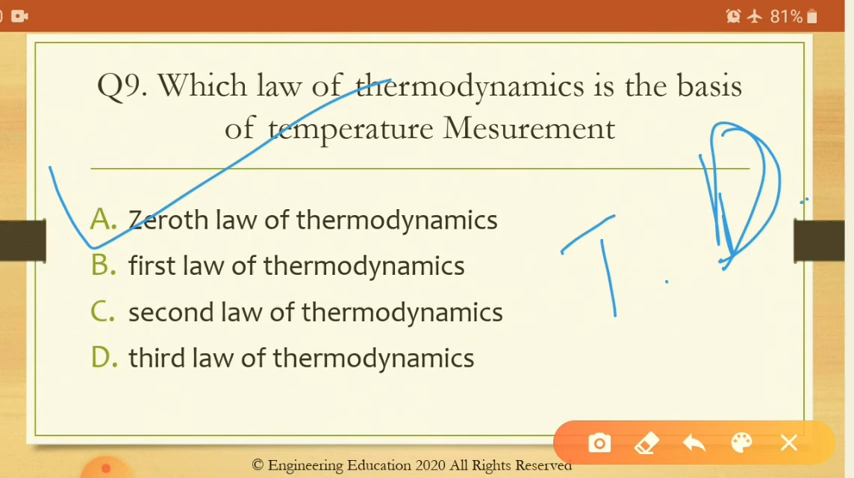 81%
Q9. Which law of thermodynamics is the basis
of temperature Mesurement
A. Zeroth law of thermodynamics
B. first law of thermodynamics
C. second law of thermodynamics
D. third law of thermodynamics
T . D .
© Engineering Education 2020 All Rights Reserved